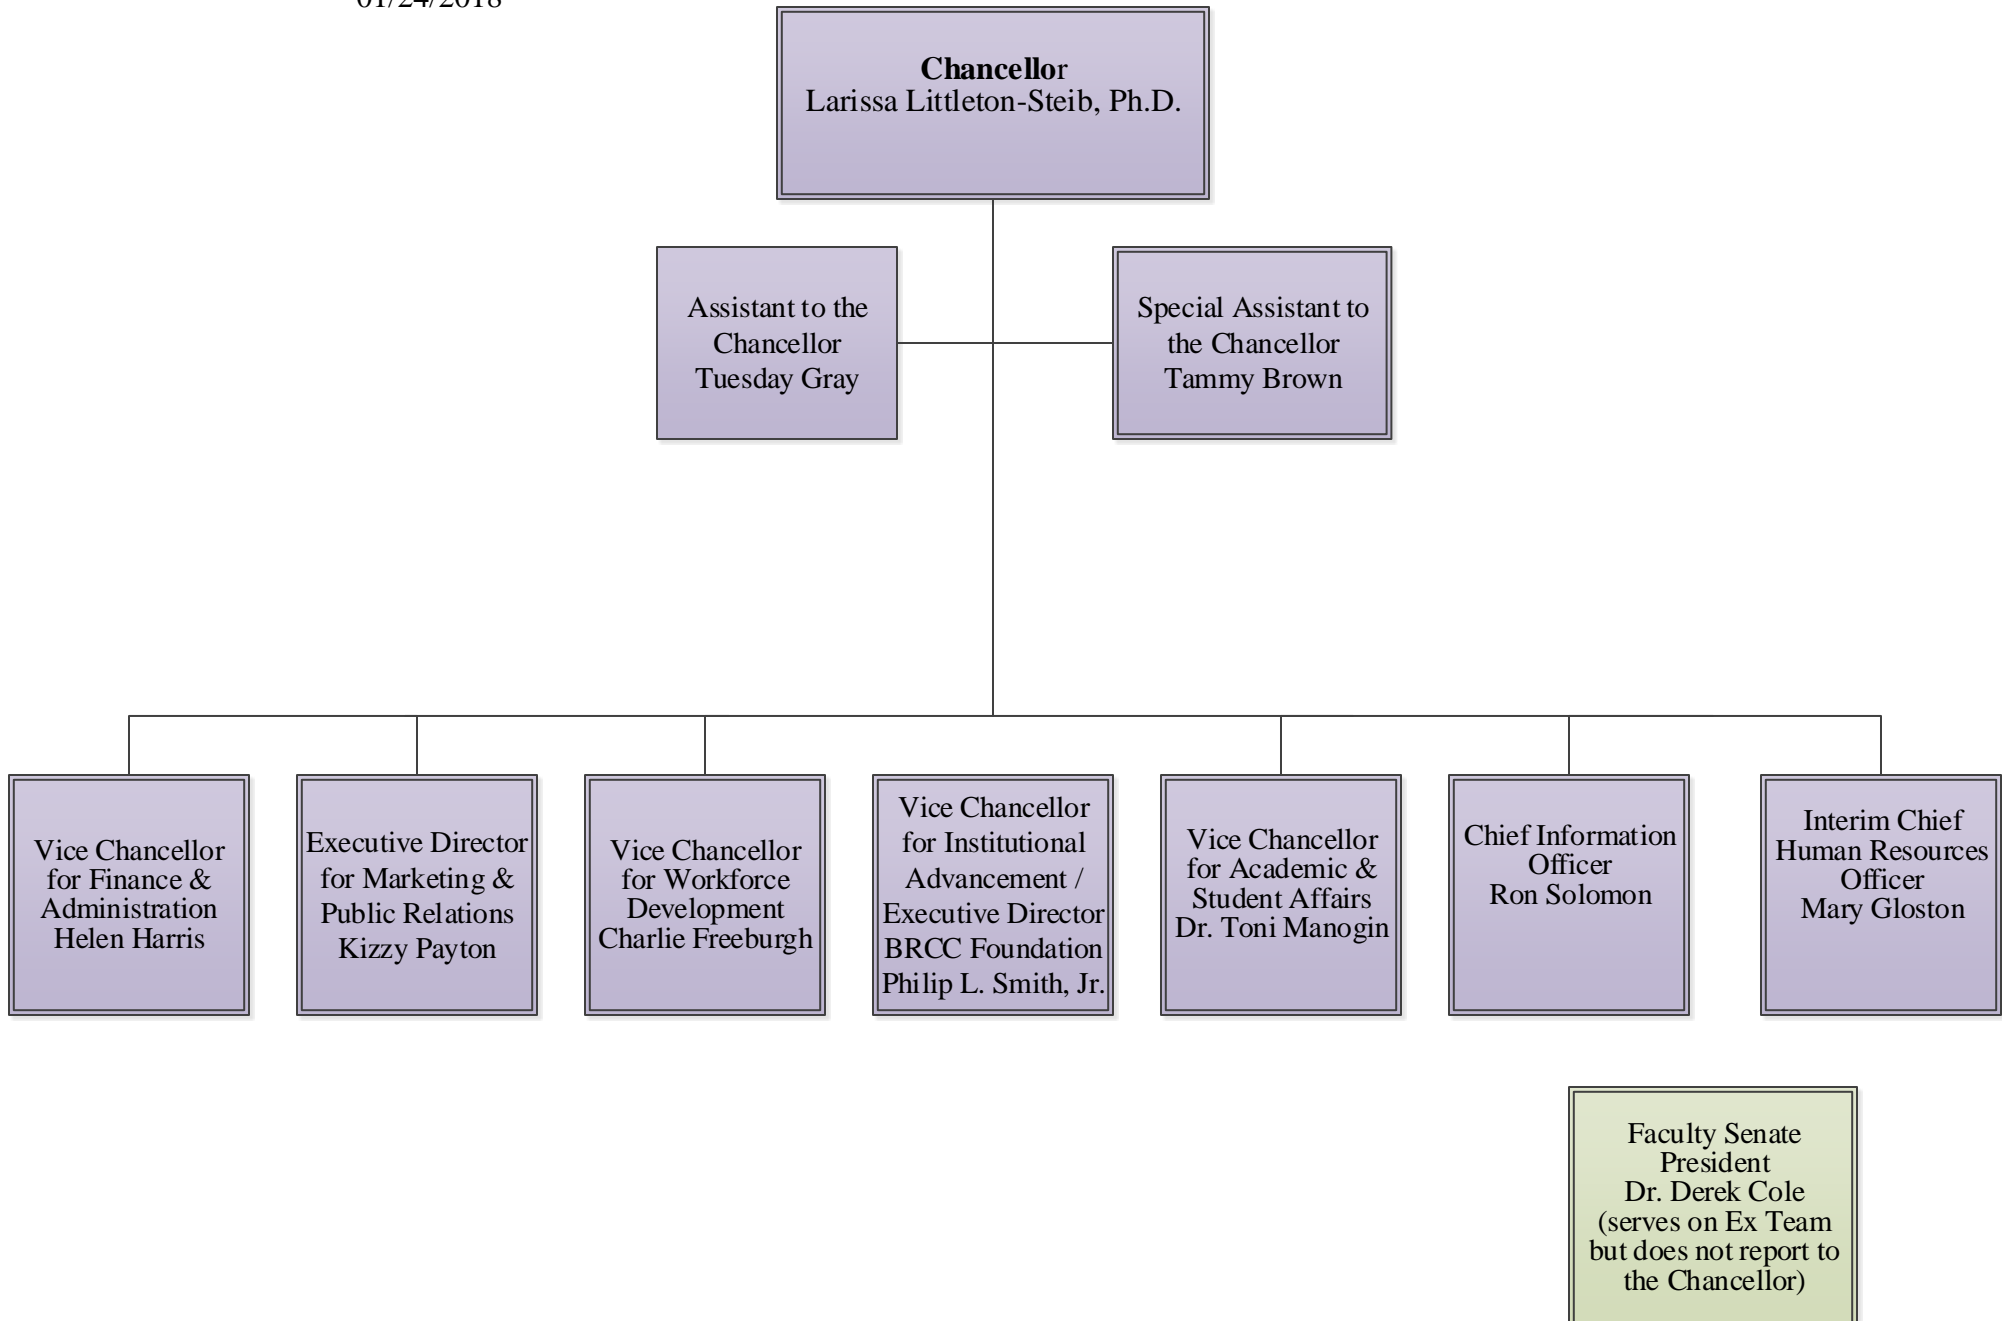 01/24/2018
Chancellor
Larissa Littleton-Steib, Ph.D.
Assistant to the
Chancellor
Tuesday Gray
Special Assistant to
the Chancellor
Tammy Brown
Vice Chancellor
for Finance &
Administration
Helen Harris
Executive Director
for Marketing &
Public Relations
Kizzy Payton
Vice Chancellor
for Workforce
Development
Charlie Freeburgh
Vice Chancellor
for Institutional
Advancement /
Executive Director
BRCC Foundation
Philip L. Smith, Jr.
Vice Chancellor
for Academic &
Student Affairs
Dr. Toni Manogin
Chief Information
Officer
Ron Solomon
Interim Chief
Human Resources
Officer
Mary Gloston
Faculty Senate
President
Dr. Derek Cole
(serves on Ex Team
but does not report to
the Chancellor)